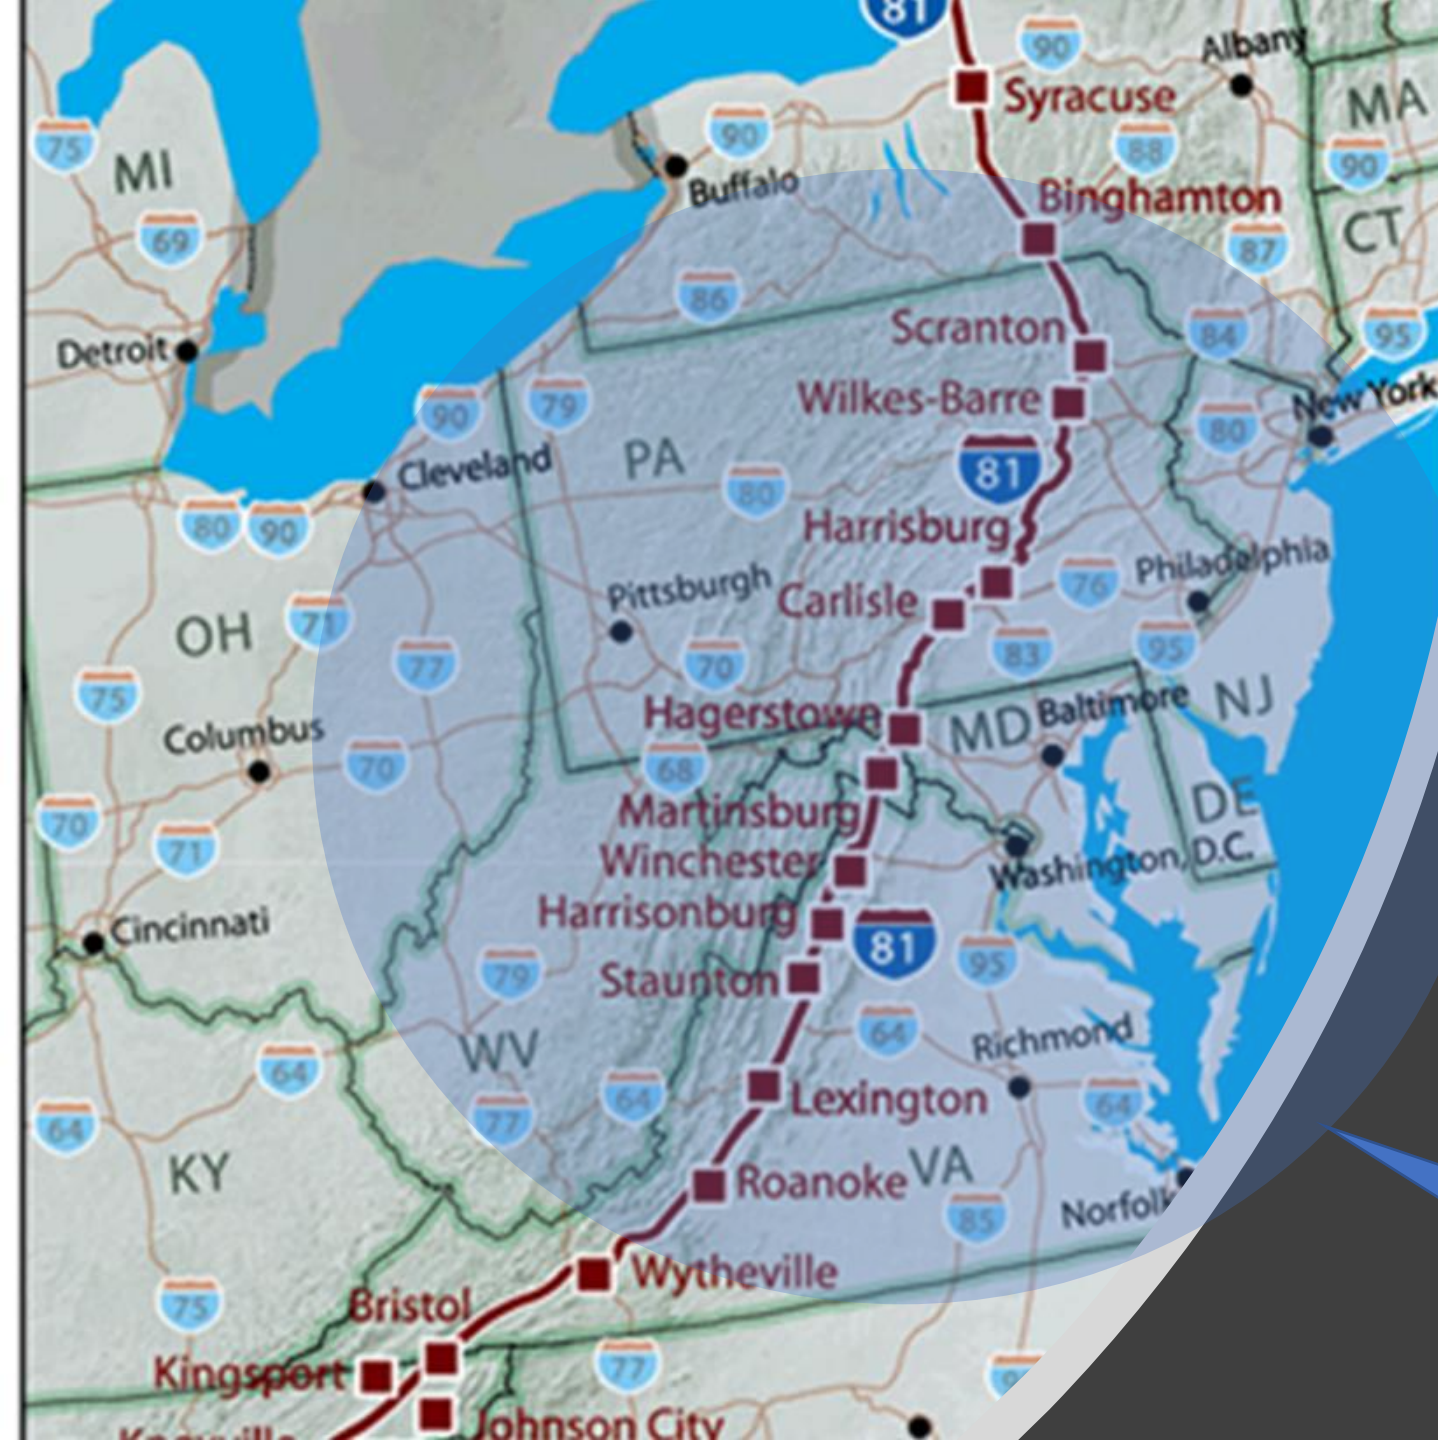 81
90
Albany
Syracuse
MA
75
MI
90
88
90
Buffalo
Binghamton
69
87
CT
86
Scranton
84
95
Detroit
Wilkes-Barre
New York
90
79
80
PA
81
Cleveland
80
80
90
Harrisburg
Philadelphia
Pittsburgh
Carlisle
76
71
OH
77
70
83
95
75
Hagerstown
MD
Baltimore
NJ
Columbus
70
68
70
Martinsburg
DE
71
Winchester
Washington, D.C.
Harrisonburg
Cincinnati
81
79
95
Staunton
WV
64
Richmond
64
77
64
Lexington
64
64
KY
Roanoke
VA
85
Norfolk
Wytheville
75
Bristol
77
Kingsport
Johnson City
Knoxville